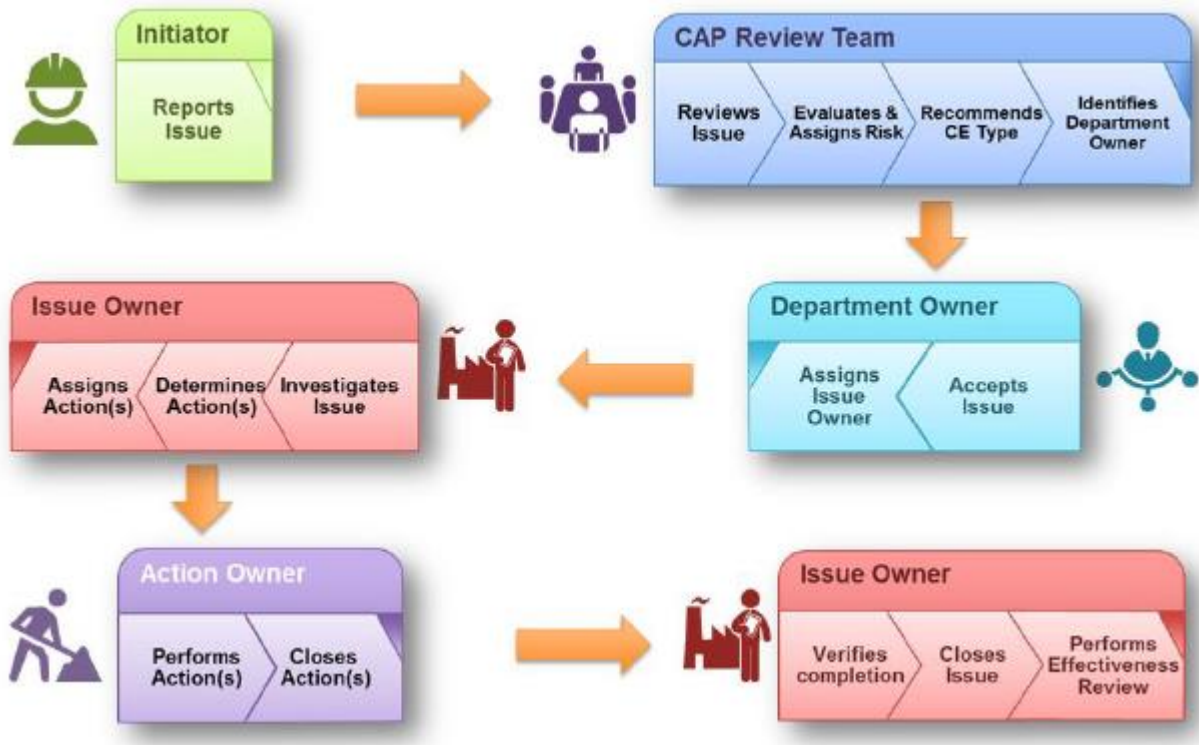 Initiator
Reports
Issue
CAP Review Team
Reviews
Issue
Evaluates &
Assigns Risk
Recommends
CE Type
Identifies
Department
Owner
Department Owner
Accepts
Issue
Assigns
Issue
Owner
Issue Owner
Investigates
Issue
Determines
Action(s)
Assigns
Action(s)
Action Owner
Performs
Action(s)
Closes
Action(s)
Issue Owner
Verifies
completion
Closes
Issue
Performs
Effectiveness
Review